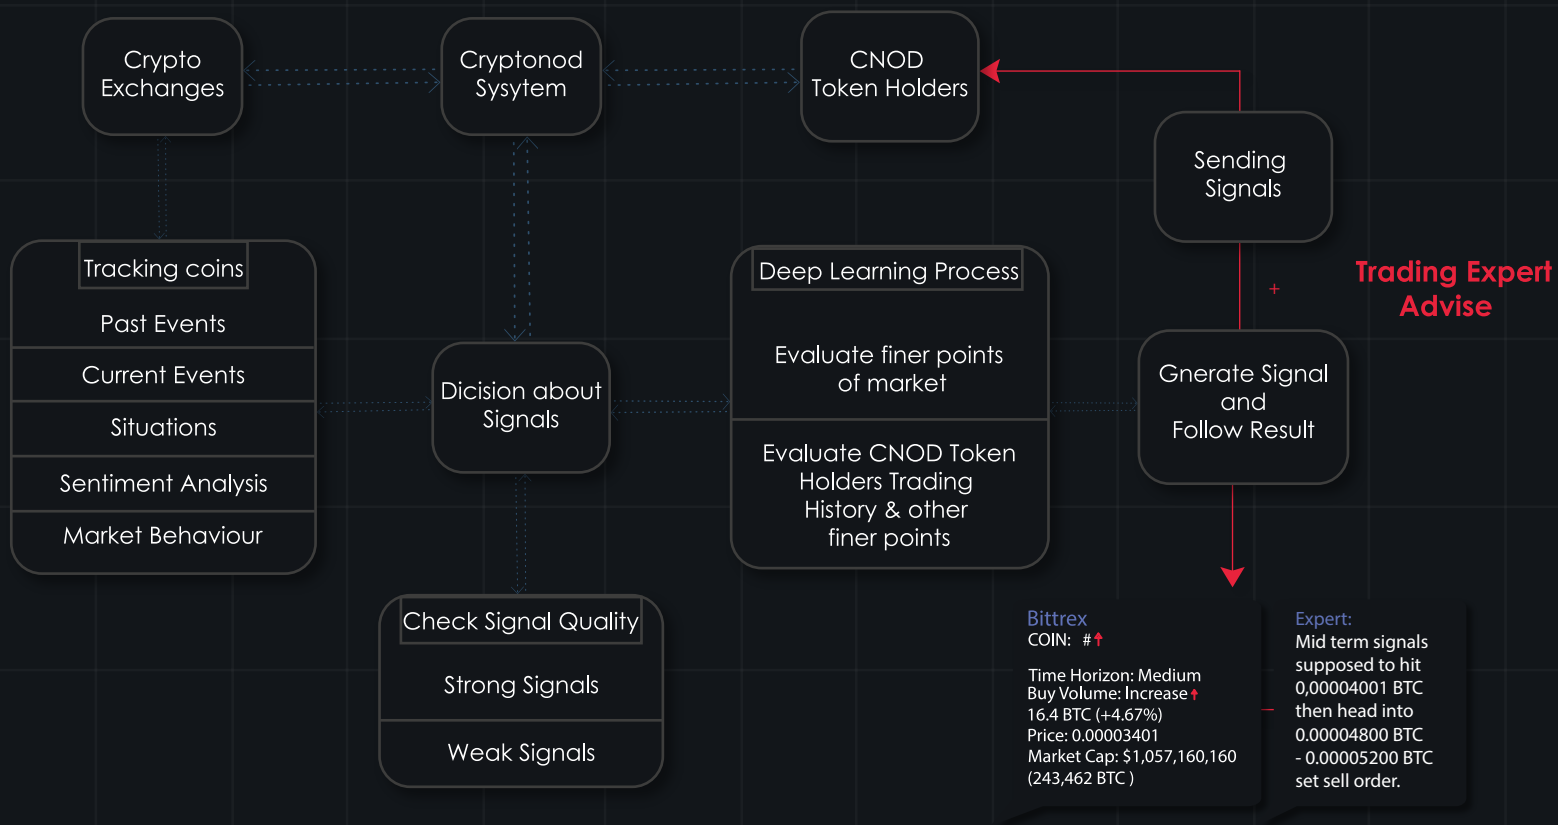 Crypto
Exchanges
Cryptonod
Sysytem
CNOD
Token Holders
Sending
Signals
Tracking coins
Past Events
Current Events
Situations
Sentiment Analysis
Market Behaviour
Dicision about
Signals
Deep Learning Process
Evaluate finer points
of market
Evaluate CNOD Token
Holders Trading
History & other
finer points
+
Trading Expert
Advise
Gnerate Signal
and
Follow Result
Check Signal Quality
Strong Signals
Weak Signals
Bittrex
COIN: #
Time Horizon: Medium
Buy Volume: Increase
16.4 BTC (+4.67%)
Price: 0.00003401
Market Cap: $1,057,160,160
(243,462 BTC )
Expert:
Mid term signals
supposed to hit
0,00004001 BTC
then head into
0.00004800 BTC
- 0.00005200 BTC
set sell order.